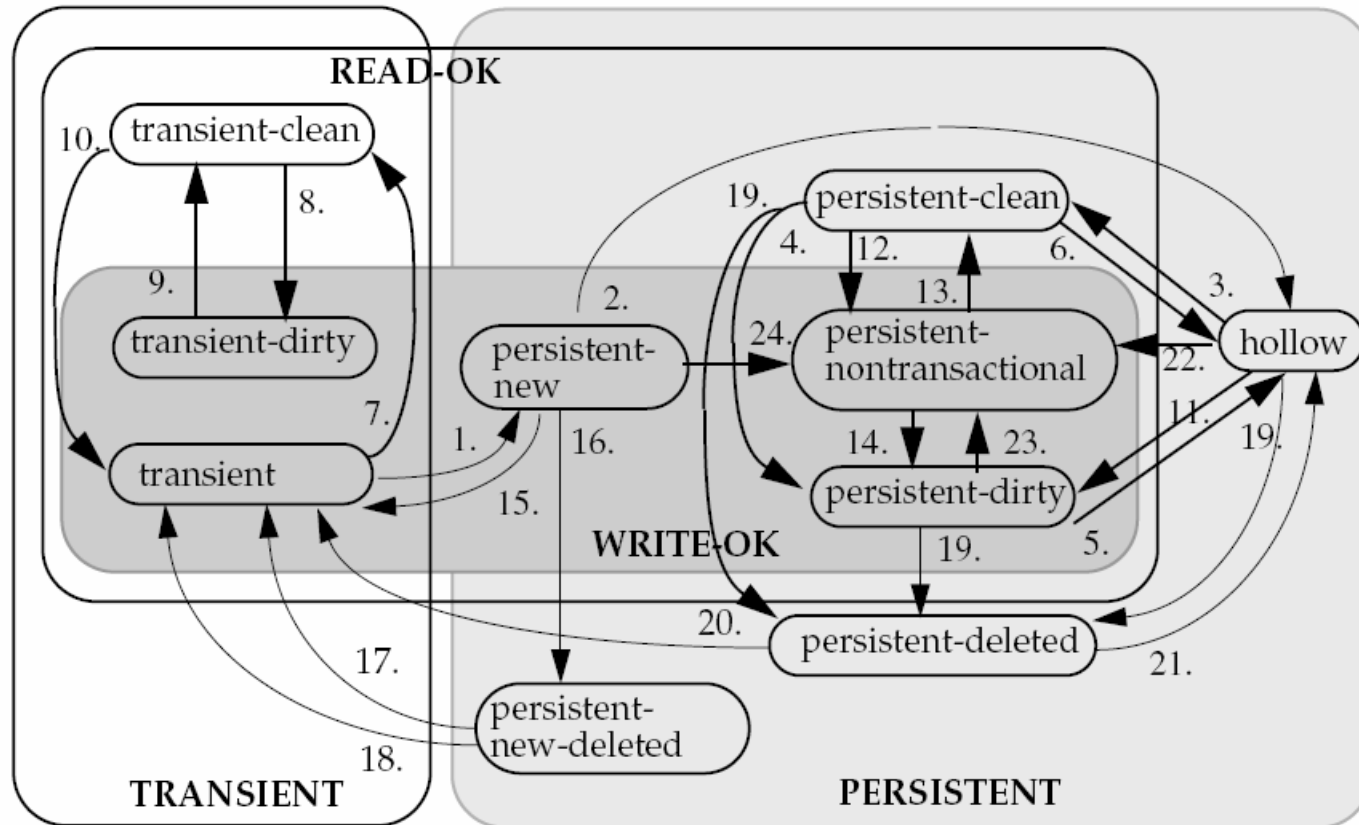 READ-OK
10.
transient-clean
8.
9.
transient-dirty
7.
transient
1.
15.
2.
persistent-
new
16.
24.
19.
4.
persistent-clean
12.
6.
13.
3.
persistent-
nontransactional
hollow
22.
14.
23.
11.
19.
persistent-dirty
WRITE-OK
19.
5.
20.
persistent-deleted
21.
17.
18.
persistent-
new-deleted
TRANSIENT
PERSISTENT